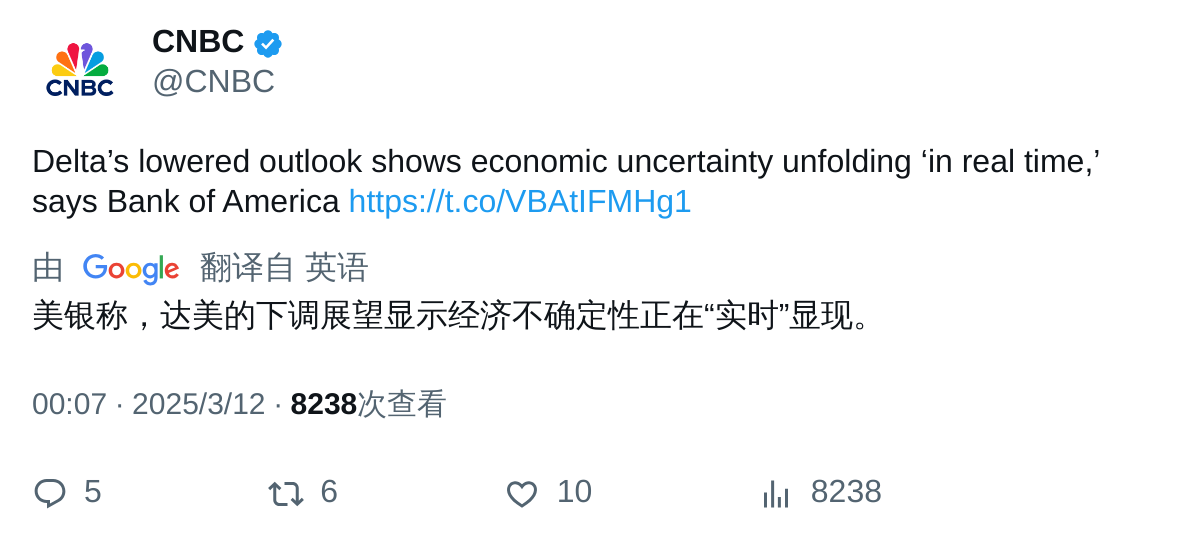 CNBC
CNBC
@CNBC
Delta’s lowered outlook shows economic uncertainty unfolding ‘in real time,’
says Bank of America https://t.co/VBAtIFMHg1
由 Google 翻译自 英语
美银称，达美的下调展望显示经济不确定性正在“实时”显现。
00:07 · 2025/3/12 · 8238次查看
5 6 10 8238